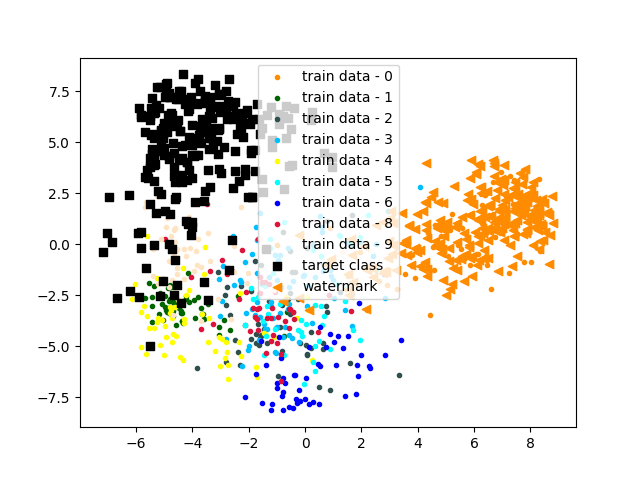 7.5
5.0
2.5
0.0
−2.5
−5.0
−7.5
−6
−4
−2
0
2
4
6
8
train data - 0
train data - 1
train data - 2
train data - 3
train data - 4
train data - 5
train data - 6
train data - 8
train data - 9
target class
watermark